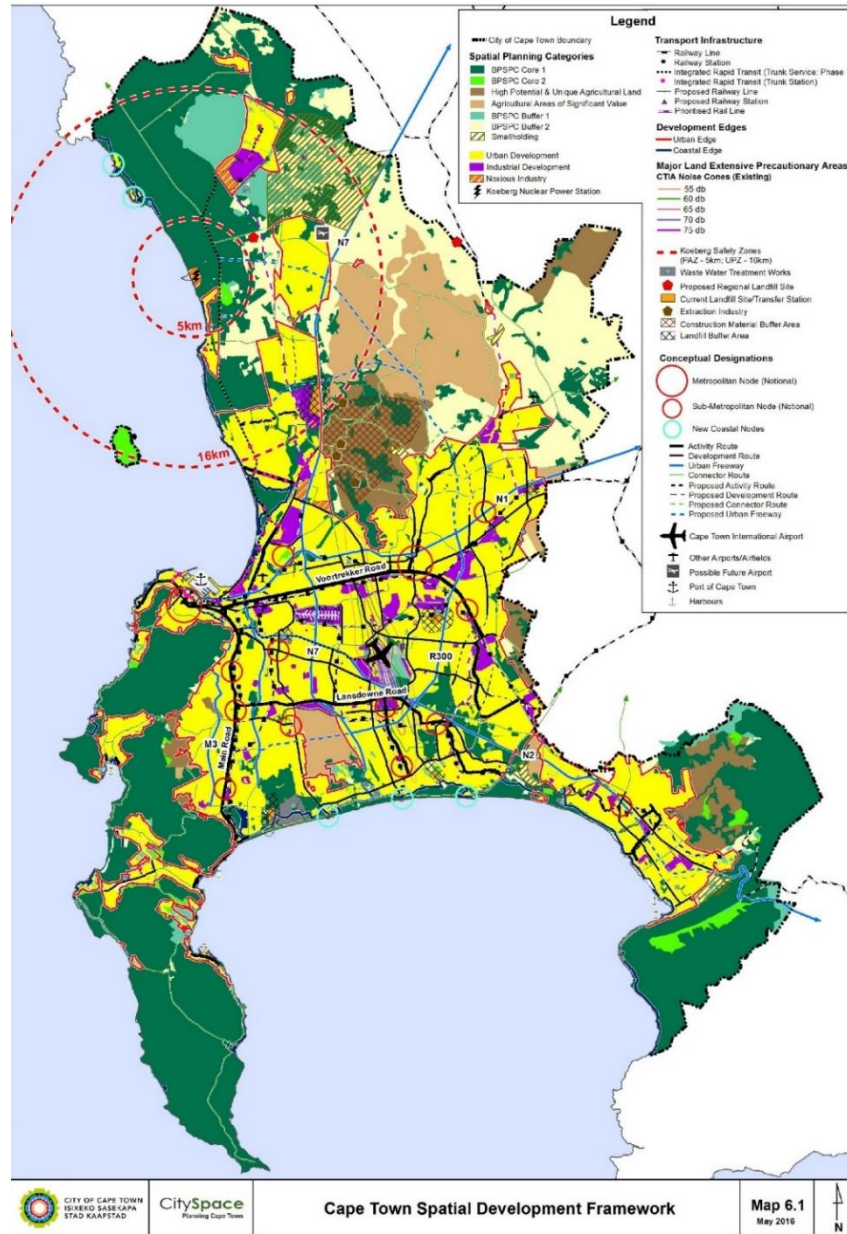 Legend
City of Cape Town Boundary
Spatial Planning Categories
BPSPC Core 1
BPSPC Core 2
High Potential & Unique Agricultural Land
Agricultural Areas of Significant Value
BPSPC Buffer 1
BPSPC Buffer 2
Smallholding
Urban Development
Industrial Development
Noxious Industry
Koeberg Nuclear Power Station
Transport Infrastructure
Railway Line
Railway Station
Integrated Rapid Transit (Trunk Service: Phase
Integrated Rapid Transit (Trunk Station)
Proposed Railway Line
Proposed Railway Station
Prioritised Rail Line
Development Edges
Urban Edge
Coastal Edge
Major Land Extensive Precautionary Areas
CTIA Noise Cones (Existing)
55 db
60 db
65 db
70 db
75 db
Koeberg Safety Zones
(PAZ - 5km; UPZ - 16km)
Waste Water Treatment Works
Proposed Regional Landfill Site
Current Landfill Site/Transfer Station
Extraction Industry
Construction Material Buffer Area
Landfill Buffer Area
Conceptual Designations
Metropolitan Node (Notional)
Sub-Metropolitan Node (Notional)
New Coastal Nodes
Activity Route
Development Route
Urban Freeway
Connector Route
Proposed Activity Route
Proposed Development Route
Proposed Connector Route
Proposed Urban Freeway
Cape Town International Airport
Other Airports/Airfields
Possible Future Airport
Port of Cape Town
Harbours
N7
5km
16km
N1
Voortrekker Road
N7
R300
Lansdowne Road
M3
Main Road
N2
CITY OF CAPE TOWN
ISIXEKO SASEKAPA
STAD KAAPSTAD
CitySpace
Planning Cape Town
Cape Town Spatial Development Framework
Map 6.1
May 2016
N